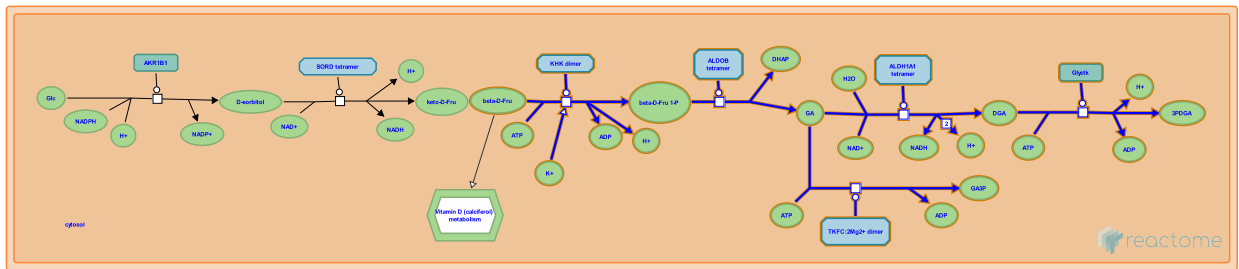 AKR1B1
SORD tetramer
KHK dimer
ALDOB
tetramer
DHAP
ALDH1A1
tetramer
Glyctk
H+
H2O
H+
Glc
D-sorbitol
keto-D-Fru
beta-D-Fru
beta-D-Fru 1-P
GA
DGA
3PDGA
NADPH
H+
NADP+
NAD+
NADH
ATP
ADP
H+
K+
NAD+
NADH
2
H+
ATP
ADP
GA3P
ATP
ADP
Vitamin D (calciferol)
metabolism
TKFC:2Mg2+ dimer
cytosol
reactome